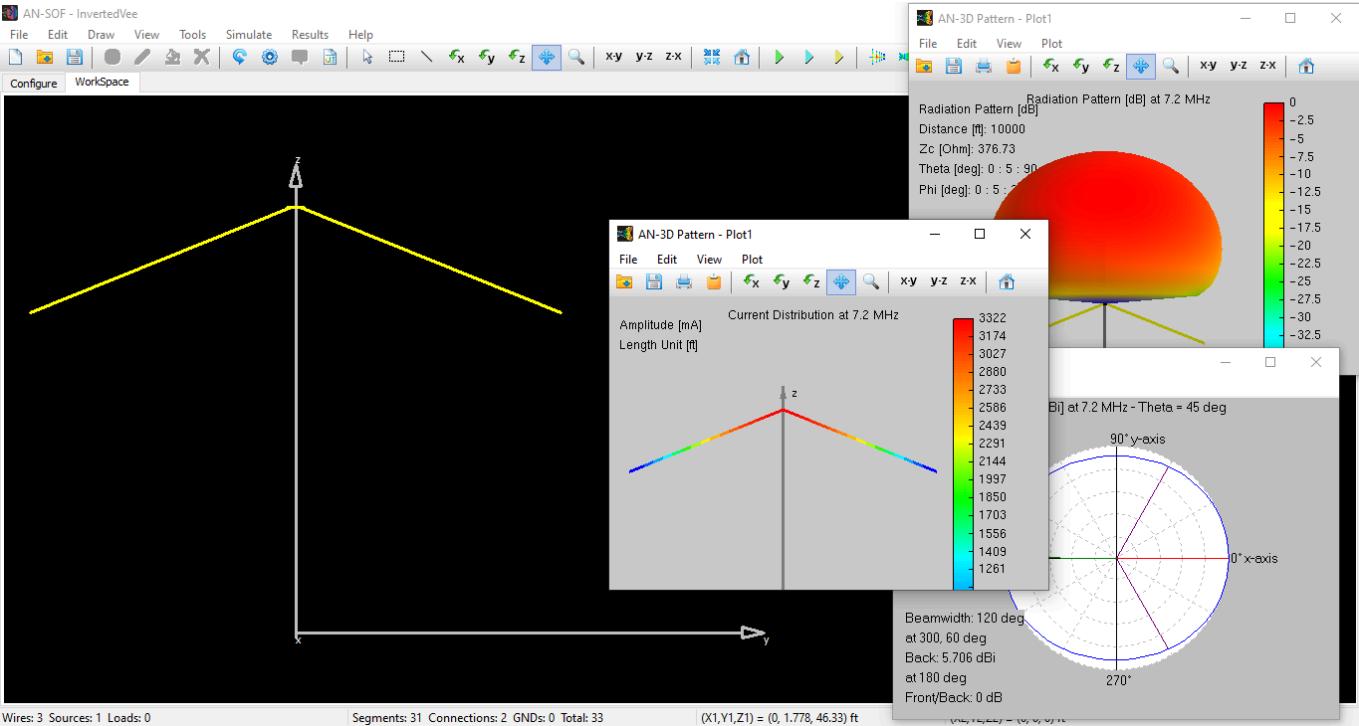 AN-SOF - InvertedVee
File Edit Draw View Tools Simulate Results Help
x y z x-y y-z z-x
Configure WorkSpace
z
x
y
Wires: 3 Sources: 1 Loads: 0
Segments: 31 Connections: 2 GNDs: 0 Total: 33
(X1,Y1,Z1) = (0, 1.778, 46.33) ft
AN-3D Pattern - Plot1
File Edit View Plot
x y z x-y y-z z-x
Radiation Pattern [dB] at 7.2 MHz
Radiation Pattern [dB]
Distance [ft]: 10000
Zc [Ohm]: 376.73
Theta [deg]: 0 : 5 : 90
Phi [deg]: 0 : 5 :
0
-2.5
-5
-7.5
-10
-12.5
-15
-17.5
-20
-22.5
-25
-27.5
-30
-32.5
AN-3D Pattern - Plot1
File Edit View Plot
x y z x-y y-z z-x
Current Distribution at 7.2 MHz
Amplitude [mA]
Length Unit [ft]
z
3322
3174
3027
2880
2733
2586
2439
2291
2144
1997
1850
1703
1556
1409
1261
Bi] at 7.2 MHz - Theta = 45 deg
90° y-axis
0° x-axis
270°
Beamwidth: 120 deg
at 300, 60 deg
Back: 5.706 dBi
at 180 deg
Front/Back: 0 dB